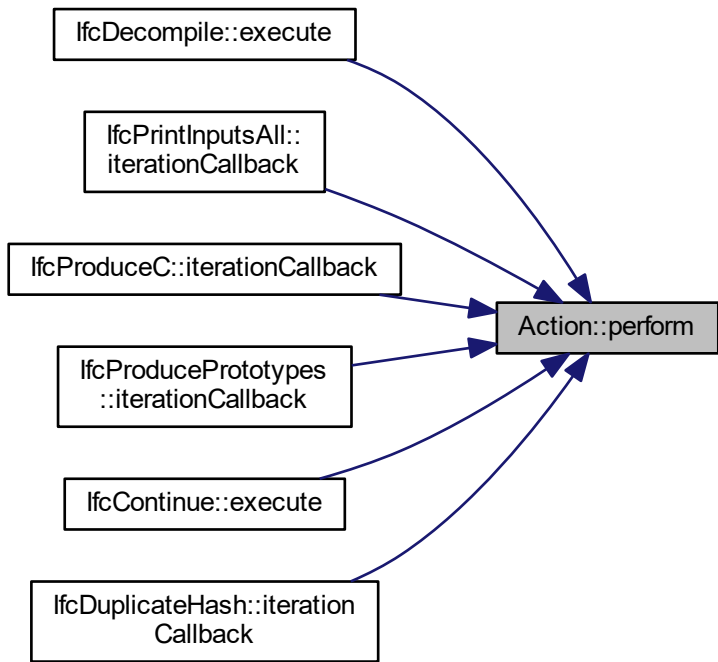 IfcDecompile::execute
IfcPrintInputsAll::
iterationCallback
IfcProduceC::iterationCallback
Action::perform
IfcProducePrototypes
::iterationCallback
IfcContinue::execute
IfcDuplicateHash::iteration
Callback